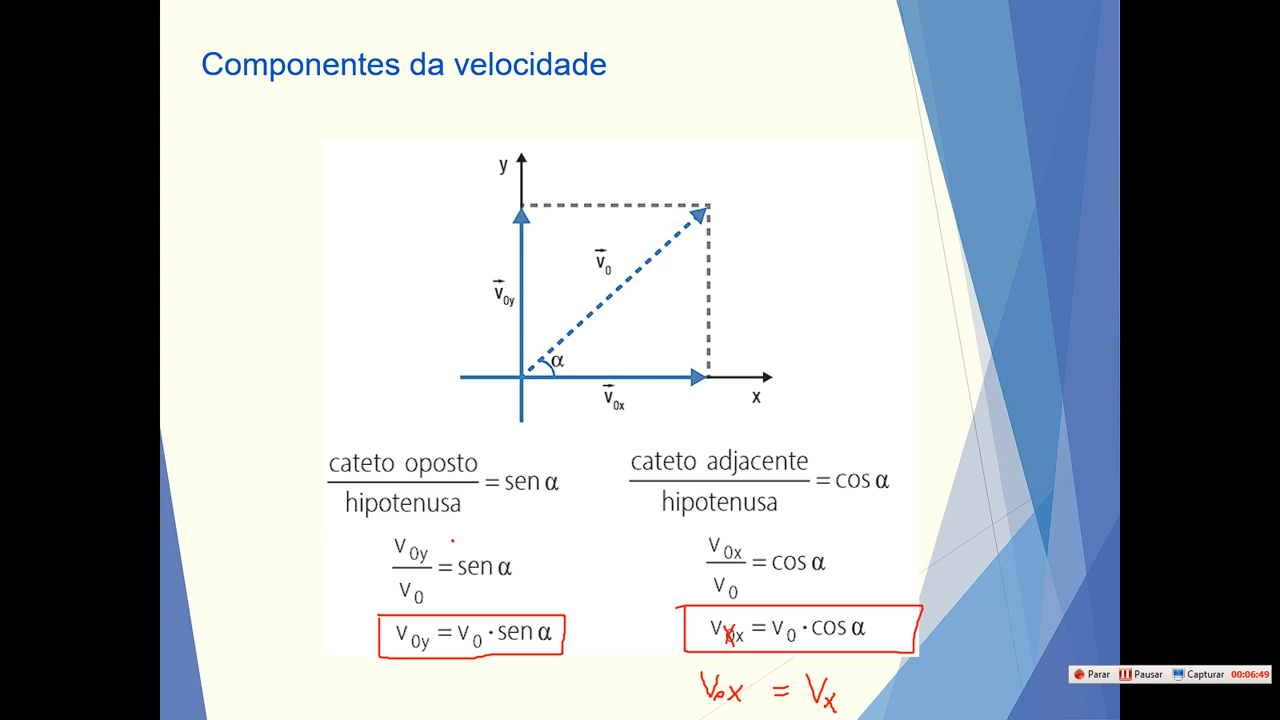 Componentes da velocidade
y
v₀
v₀y
α
v₀x
x
cateto oposto / hipotenusa = sen α
cateto adjacente / hipotenusa = cos α
v₀y / v₀ = sen α
v₀x / v₀ = cos α
v₀y = v₀ · sen α
v₀x = v₀ · cos α
V₀x = Vx
Parar Pausar Capturar 00:06:49